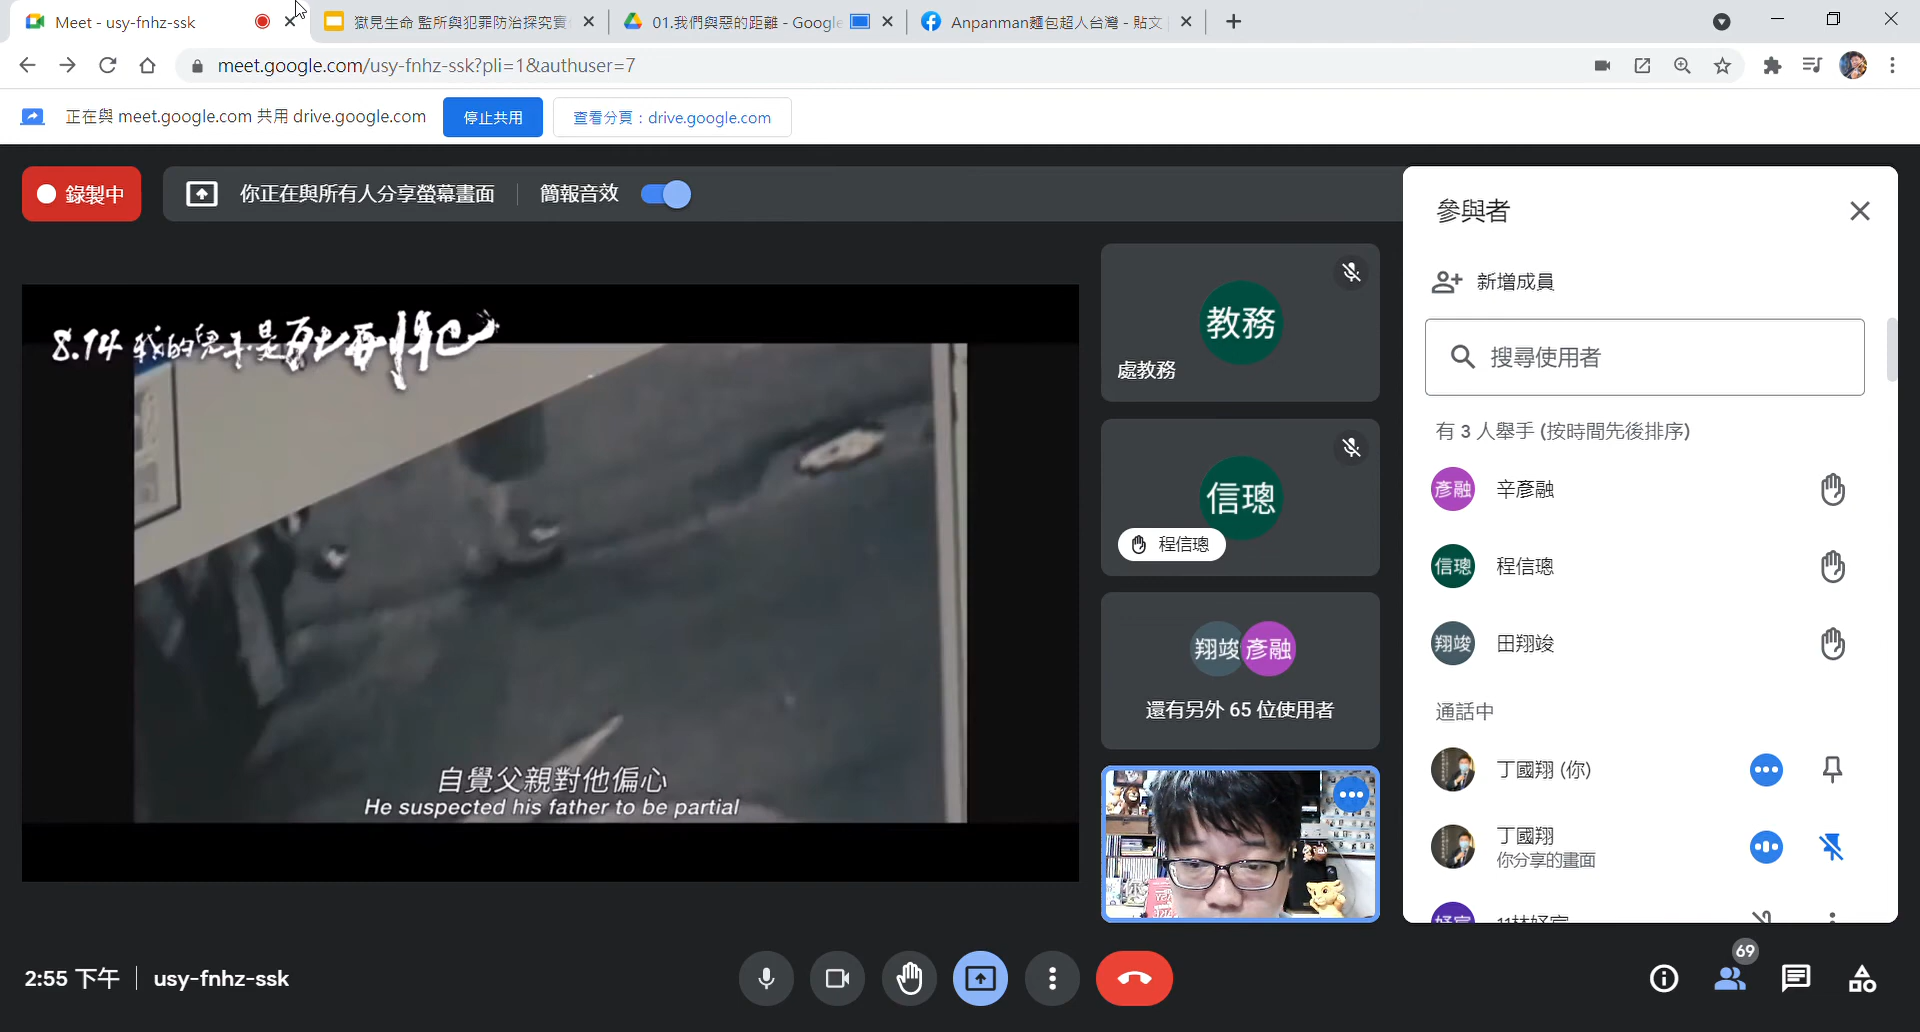 Meet - usy-fnhz-ssk
獄見生命 監所與犯罪防治探究實
01.我們與惡的距離 - Google
Anpanman麵包超人台灣 - 貼文
meet.google.com/usy-fnhz-ssk?pli=1&authuser=7
正在與 meet.google.com 共用 drive.google.com
停止共用
查看分頁：drive.google.com
錄製中
你正在與所有人分享螢幕畫面
簡報音效
8.14 我的兒子是死刑犯
自覺父親對他偏心
He suspected his father to be partial
教務
處教務
信璁
程信璁
翔竣
彥融
還有另外 65 位使用者
參與者
新增成員
搜尋使用者
有 3 人舉手 (按時間先後排序)
彥融
辛彥融
信璁
程信璁
翔竣
田翔竣
通話中
丁國翔 (你)
丁國翔
你分享的畫面
2:55 下午
usy-fnhz-ssk
69